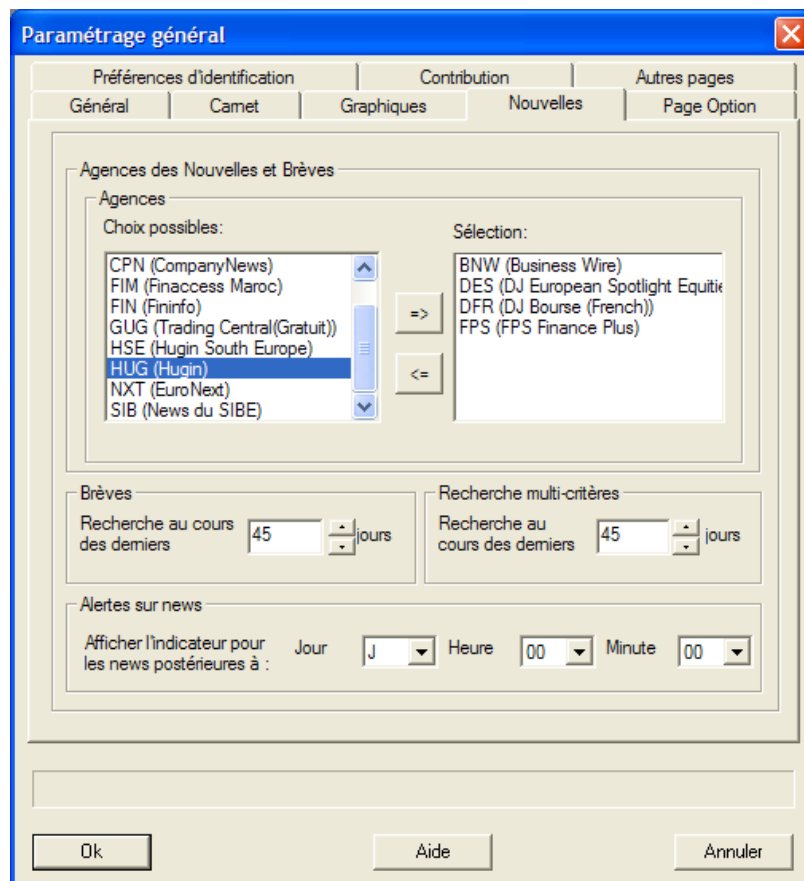 Paramétrage général
Préférences d'identification
Contribution
Autres pages
Général
Carnet
Graphiques
Nouvelles
Page Option
Agences des Nouvelles et Brèves
Agences
Choix possibles:
CPN (CompanyNews)
FIM (Finaccess Maroc)
FIN (Fininfo)
GUG (Trading Central(Gratuit))
HSE (Hugin South Europe)
HUG (Hugin)
NXT (EuroNext)
SIB (News du SIBE)
=>
<=
Sélection:
BNW (Business Wire)
DES (DJ European Spotlight Equitie
DFR (DJ Bourse (French))
FPS (FPS Finance Plus)
Brèves
Recherche au cours
des derniers
45
jours
Recherche multi-critères
Recherche au
cours des derniers
45
jours
Alertes sur news
Afficher l'indicateur pour
les news postérieures à :
Jour
J
Heure
00
Minute
00
Ok
Aide
Annuler